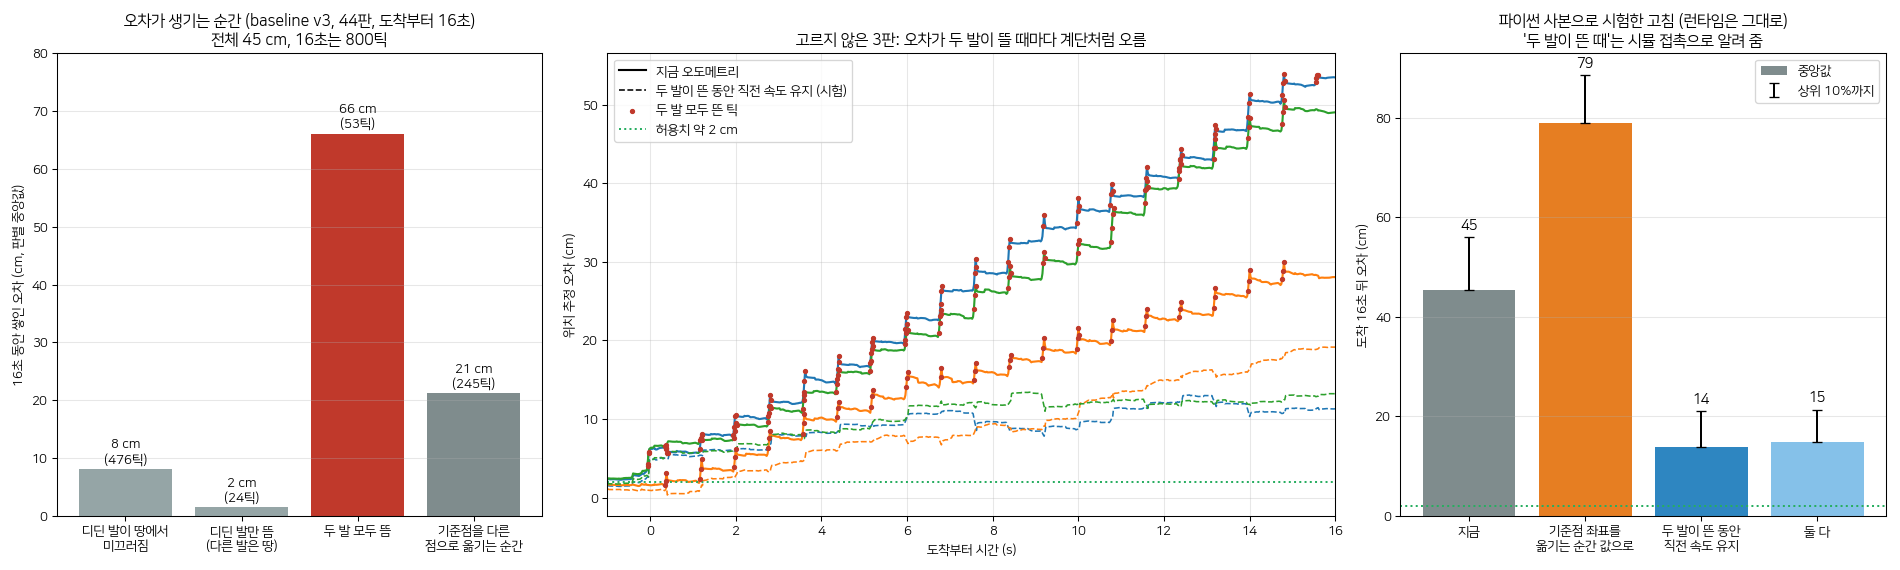 오차가 생기는 순간 (baseline v3, 44판, 도착부터 16초)
전체 45 cm, 16초는 800틱
16초 동안 쌓인 오차 (cm, 판별 중앙값)
80
70
60
50
40
30
20
10
0
8 cm
(476틱)
2 cm
(24틱)
66 cm
(53틱)
21 cm
(245틱)
디딘 발이 땅에서
미끄러짐
디딘 발만 뜸
(다른 발은 땅)
두 발 모두 뜸
기준점을 다른
점으로 옮기는 순간
고르지 않은 3판: 오차가 두 발이 뜰 때마다 계단처럼 오름
지금 오도메트리
두 발이 뜬 동안 직전 속도 유지 (시험)
두 발 모두 뜬 틱
허용치 약 2 cm
위치 추정 오차 (cm)
50
40
30
20
10
0
0
2
4
6
8
10
12
14
16
도착부터 시간 (s)
파이썬 사본으로 시험한 고침 (런타임은 그대로)
'두 발이 뜬 때'는 시뮬 접촉으로 알려 줌
중앙값
상위 10%까지
도착 16초 뒤 오차 (cm)
80
60
40
20
0
45
79
14
15
지금
기준점 좌표를
옮기는 순간 값으로
두 발이 뜬 동안
직전 속도 유지
둘 다